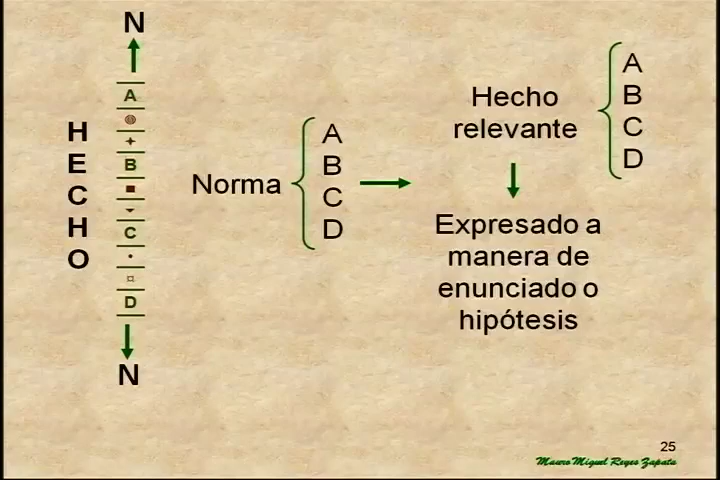 N
A
B
C
D
N
H
E
C
H
O
Norma
A
B
C
D
Hecho
relevante
A
B
C
D
Expresado a
manera de
enunciado o
hipótesis
25
Mauro Miguel Reyes Zapata